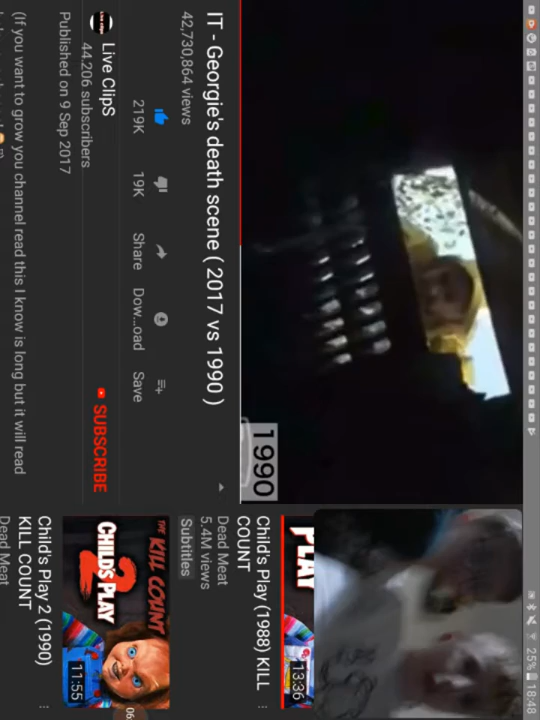 25% 18:48
1990
IT - Georgie's death scene ( 2017 vs 1990 )
42,730,864 views
219K
19K
Share
Dow...oad
Save
Live ClipS
44.206 subscribers
SUBSCRIBE
Published on 9 Sep 2017
(If you want to grow you channel read this I know is long but it will read
PLAY
13:36
Child's Play (1988) KILL
COUNT
Dead Meat
5.4M views
Subtitles
THE KILL COUNT
CHILD'S PLAY
2
11:55
Child's Play 2 (1990)
KILL COUNT
Dead Meat
06